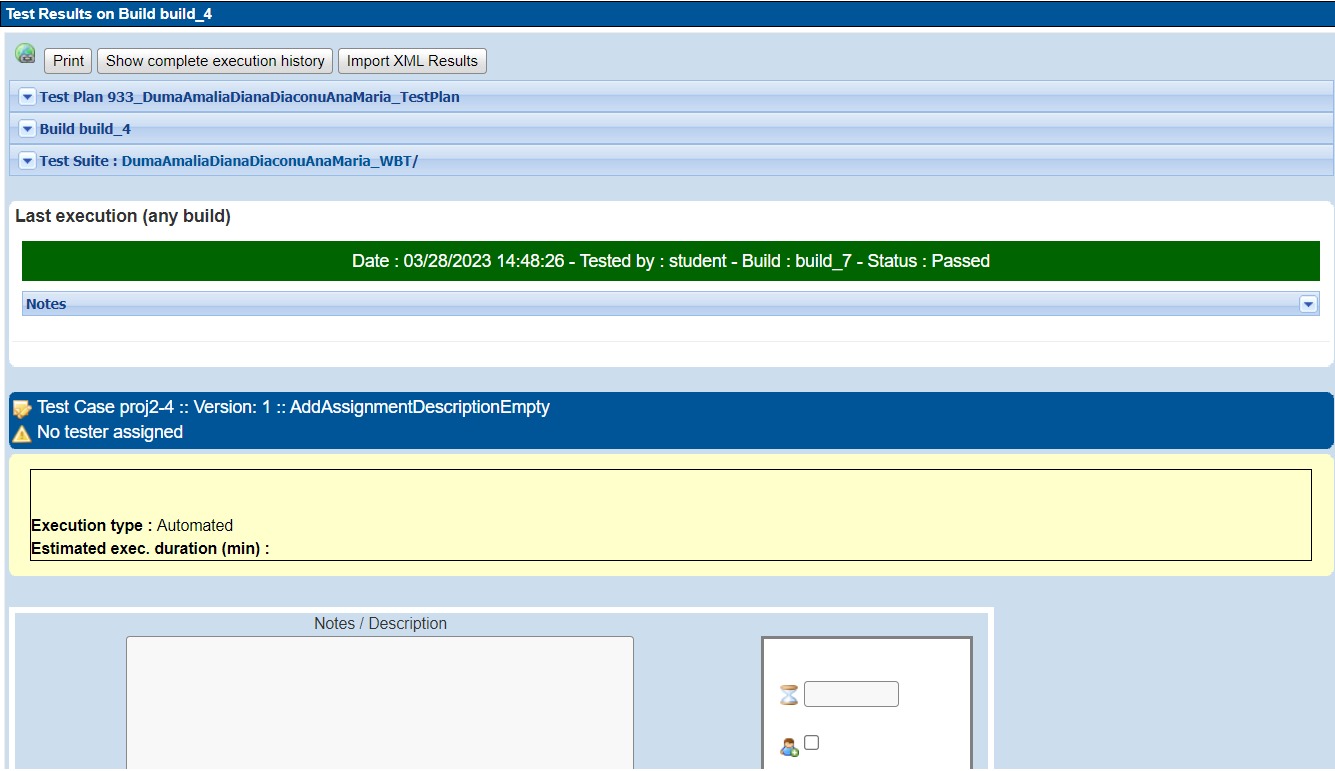 Test Results on Build build_4
Print Show complete execution history Import XML Results
Test Plan 933_DumaAmaliaDianaDiaconuAnaMaria_TestPlan
Build build_4
Test Suite : DumaAmaliaDianaDiaconuAnaMaria_WBT/
Last execution (any build)
Date : 03/28/2023 14:48:26 - Tested by : student - Build : build_7 - Status : Passed
Notes
Test Case proj2-4 :: Version: 1 :: AddAssignmentDescriptionEmpty
No tester assigned
Execution type : Automated
Estimated exec. duration (min) :
Notes / Description